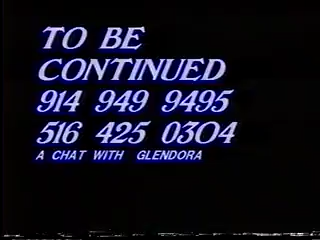 TO BE
CONTINUED
914 949 9495
516 425 0304
A CHAT WITH GLENDORA